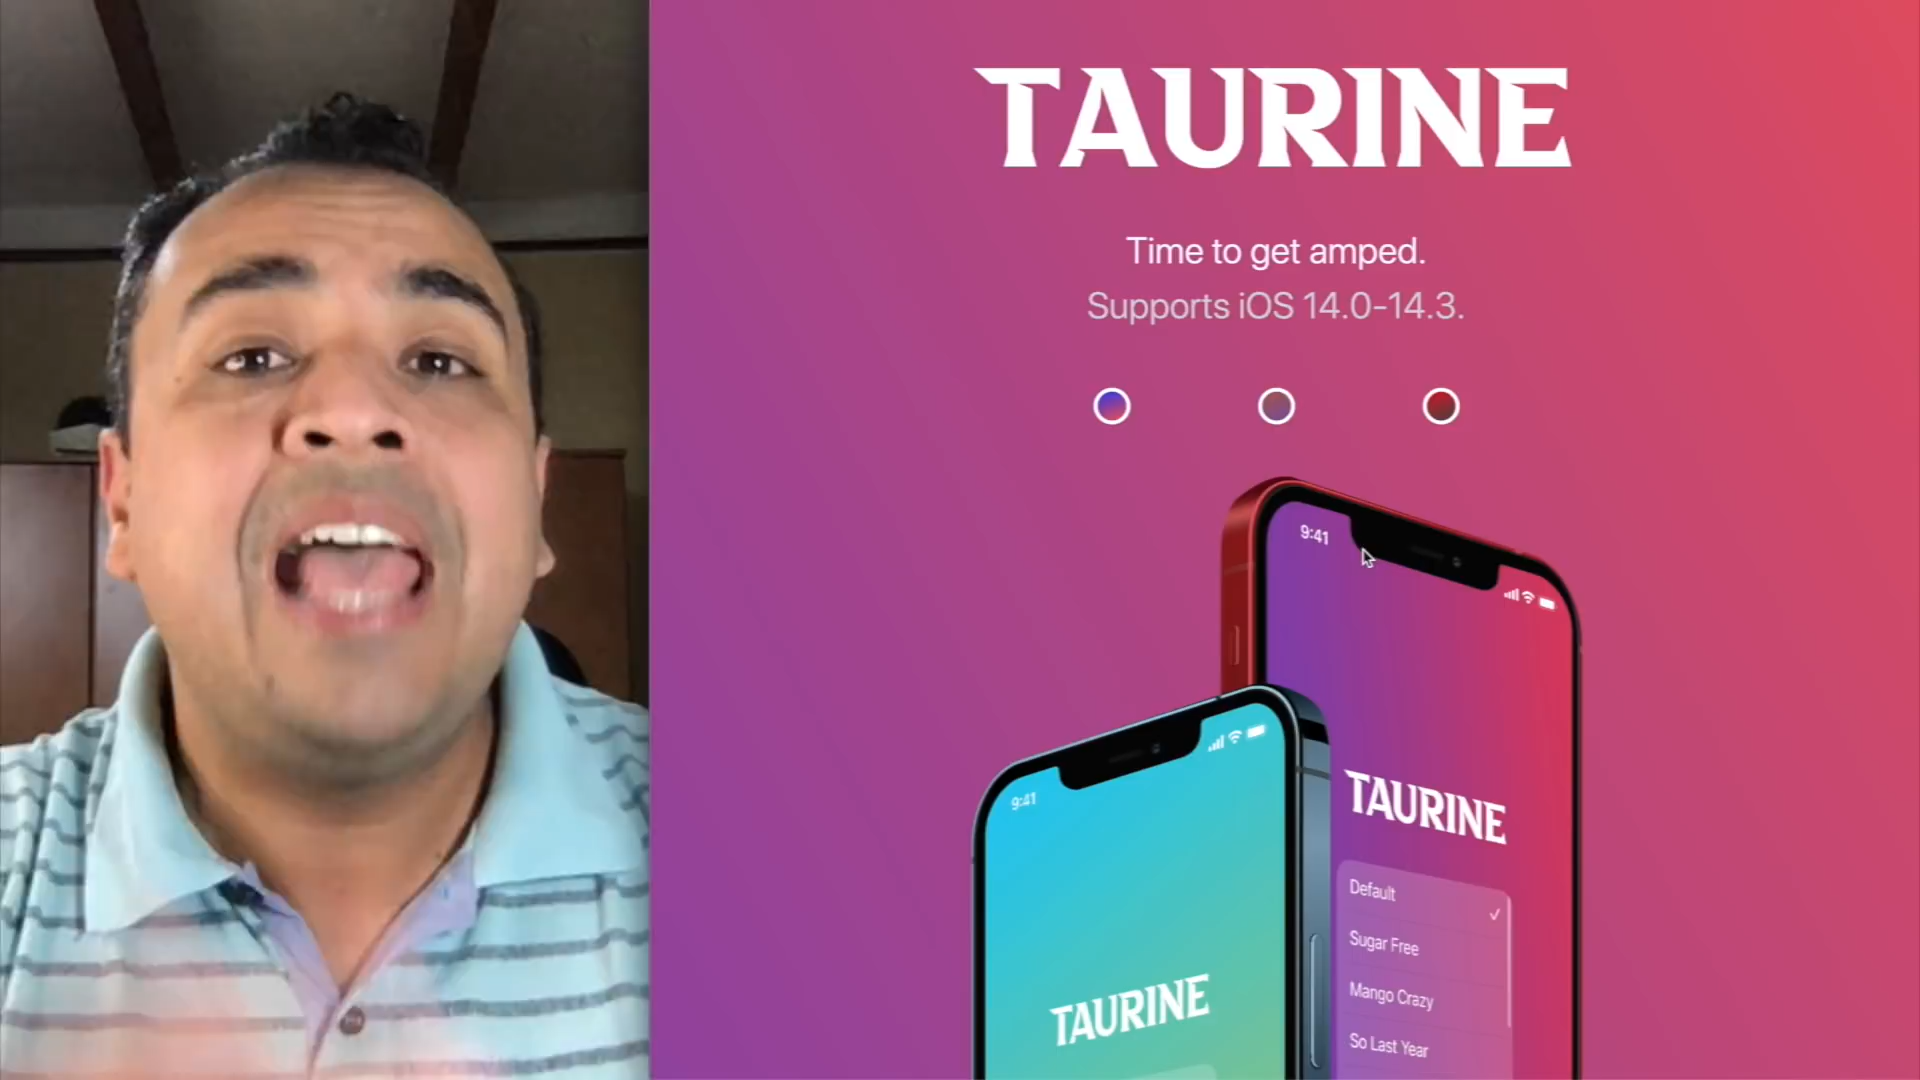 TAURINE
Time to get amped.
Supports iOS 14.0-14.3.
9:41
9:41
TAURINE
Default
Sugar Free
Mango Crazy
So Last Year
TAURINE